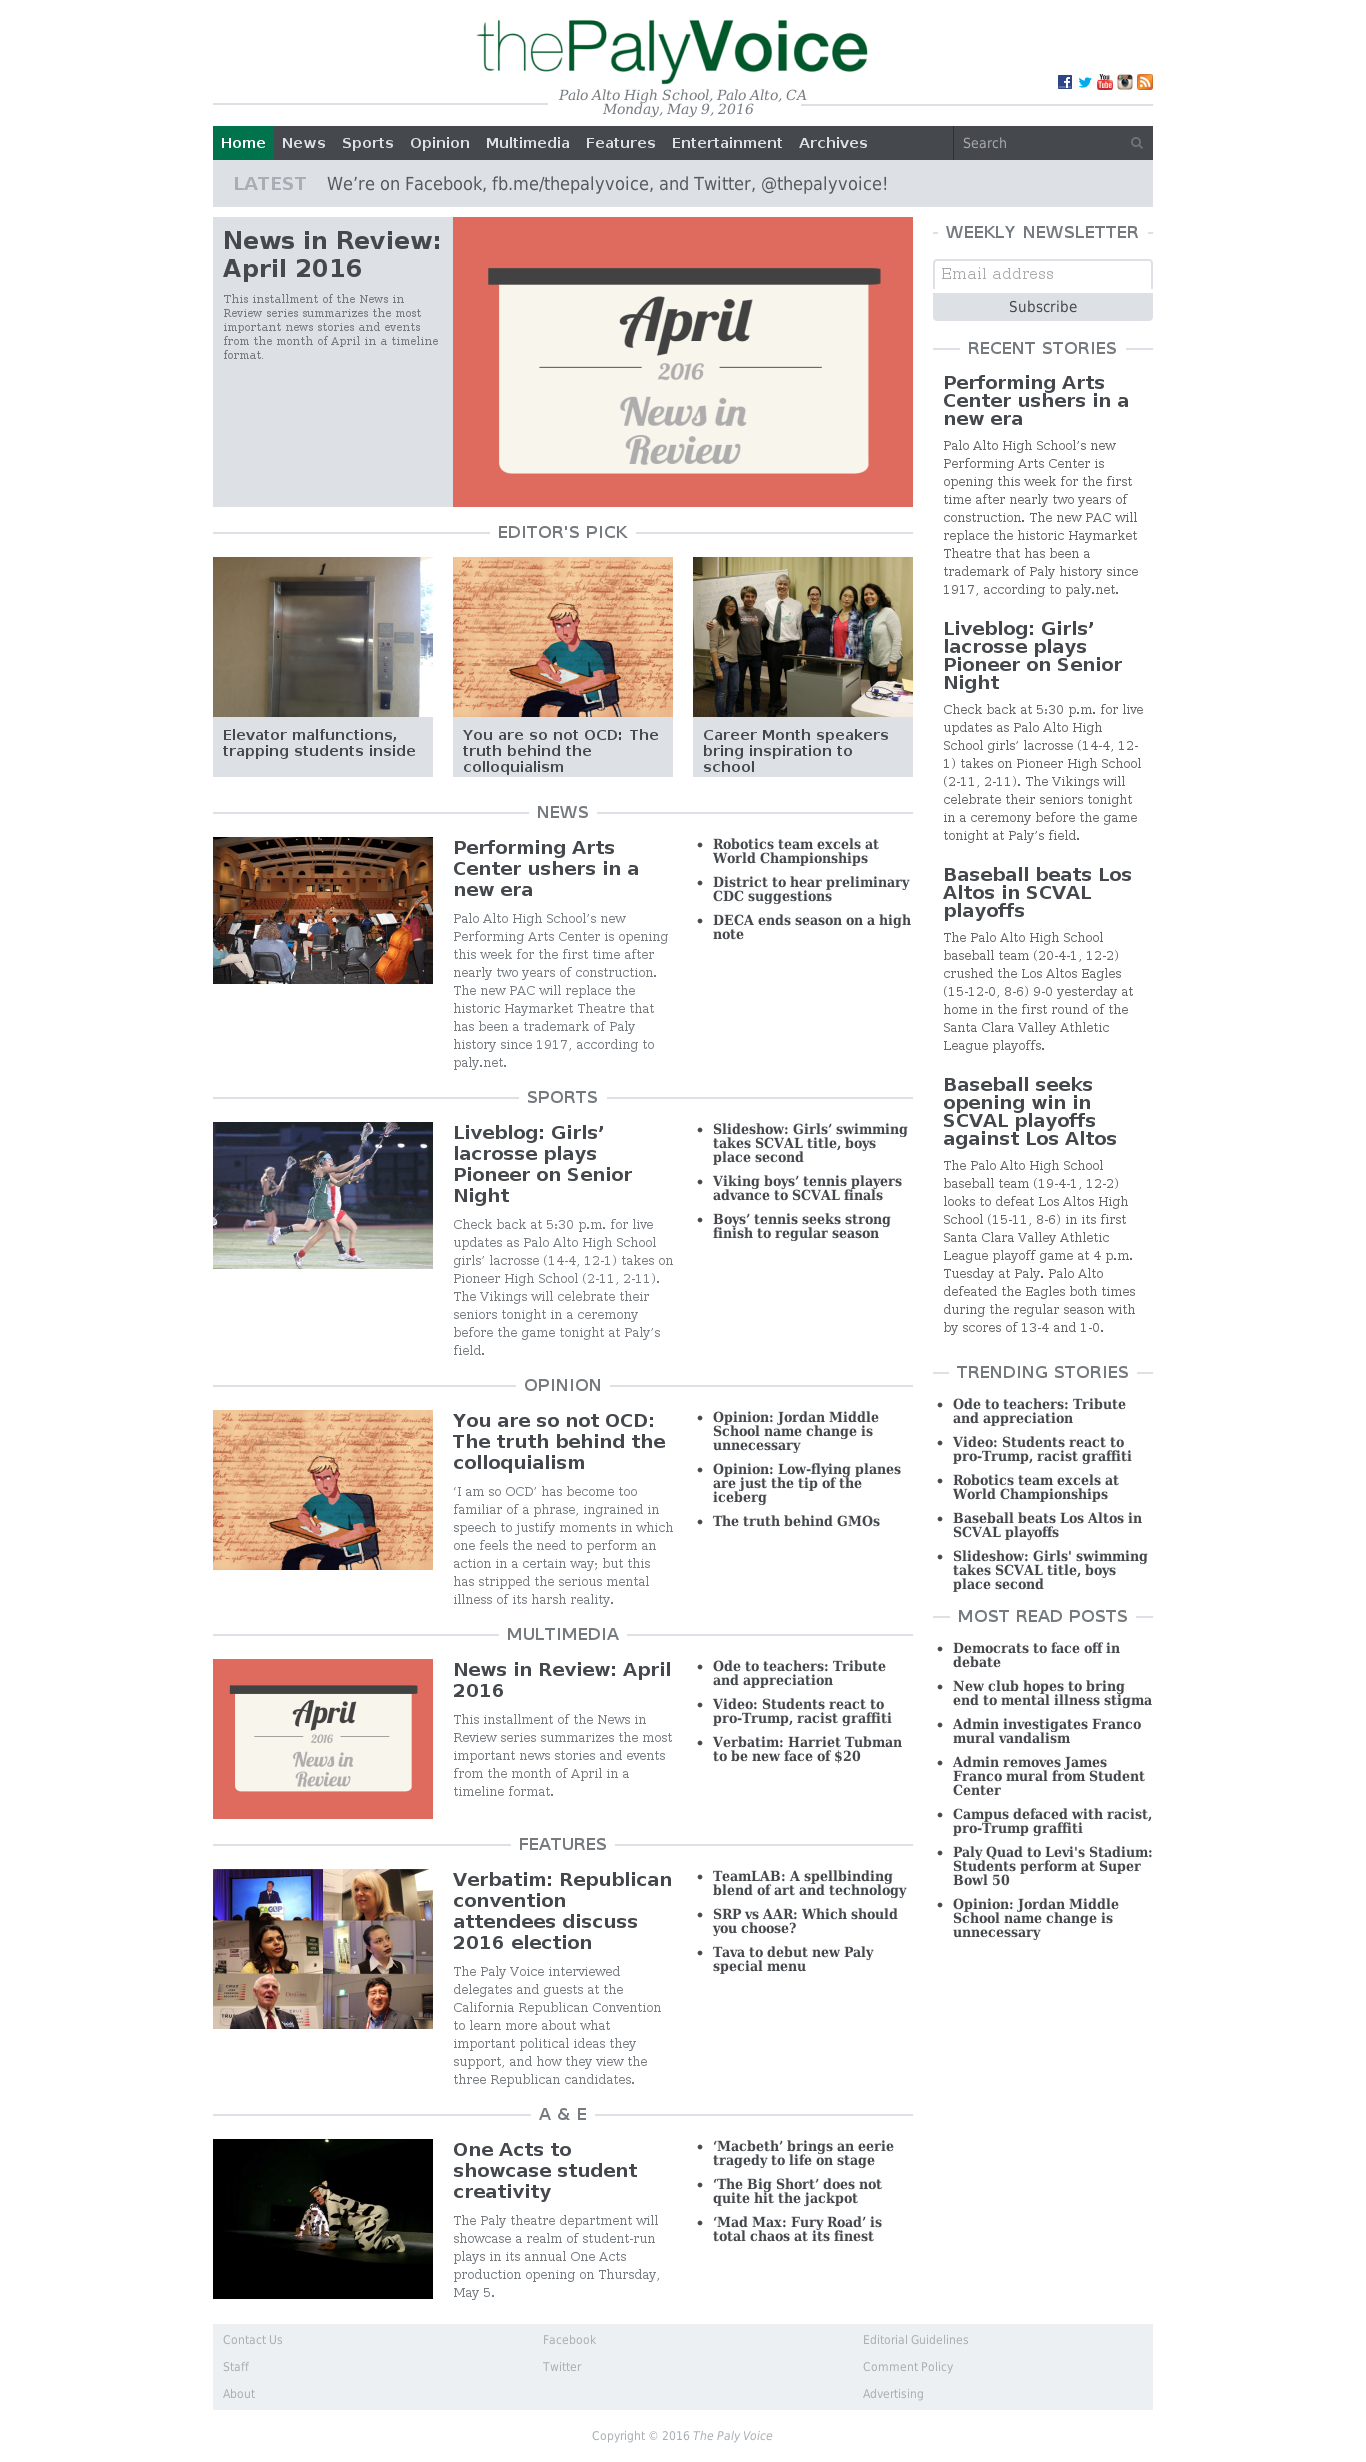 thePalyVoice
Palo Alto High School, Palo Alto, CA
Monday, May 9, 2016
Home News Sports Opinion Multimedia Features Entertainment Archives Search
LATEST We’re on Facebook, fb.me/thepalyvoice, and Twitter, @thepalyvoice!
News in Review:
April 2016
This installment of the News in
Review series summarizes the most
important news stories and events
from the month of April in a timeline
format.
April
2016
News in
Review
EDITOR'S PICK
1
Elevator malfunctions,
trapping students inside
You are so not OCD: The
truth behind the
colloquialism
Career Month speakers
bring inspiration to
school
NEWS
Performing Arts
Center ushers in a
new era
Palo Alto High School’s new
Performing Arts Center is opening
this week for the first time after
nearly two years of construction.
The new PAC will replace the
historic Haymarket Theatre that
has been a trademark of Paly
history since 1917, according to
paly.net.
• Robotics team excels at
World Championships
• District to hear preliminary
CDC suggestions
• DECA ends season on a high
note
SPORTS
Liveblog: Girls’
lacrosse plays
Pioneer on Senior
Night
Check back at 5:30 p.m. for live
updates as Palo Alto High School
girls’ lacrosse (14-4, 12-1) takes on
Pioneer High School (2-11, 2-11).
The Vikings will celebrate their
seniors tonight in a ceremony
before the game tonight at Paly’s
field.
• Slideshow: Girls’ swimming
takes SCVAL title, boys
place second
• Viking boys’ tennis players
advance to SCVAL finals
• Boys’ tennis seeks strong
finish to regular season
OPINION
You are so not OCD:
The truth behind the
colloquialism
‘I am so OCD’ has become too
familiar of a phrase, ingrained in
speech to justify moments in which
one feels the need to perform an
action in a certain way; but this
has stripped the serious mental
illness of its harsh reality.
• Opinion: Jordan Middle
School name change is
unnecessary
• Opinion: Low-flying planes
are just the tip of the
iceberg
• The truth behind GMOs
MULTIMEDIA
April
2016
News in
Review
News in Review: April
2016
This installment of the News in
Review series summarizes the most
important news stories and events
from the month of April in a
timeline format.
• Ode to teachers: Tribute
and appreciation
• Video: Students react to
pro-Trump, racist graffiti
• Verbatim: Harriet Tubman
to be new face of $20
FEATURES
Verbatim: Republican
convention
attendees discuss
2016 election
The Paly Voice interviewed
delegates and guests at the
California Republican Convention
to learn more about what
important political ideas they
support, and how they view the
three Republican candidates.
• TeamLAB: A spellbinding
blend of art and technology
• SRP vs AAR: Which should
you choose?
• Tava to debut new Paly
special menu
A & E
One Acts to
showcase student
creativity
The Paly theatre department will
showcase a realm of student-run
plays in its annual One Acts
production opening on Thursday,
May 5.
• ‘Macbeth’ brings an eerie
tragedy to life on stage
• ‘The Big Short’ does not
quite hit the jackpot
• ‘Mad Max: Fury Road’ is
total chaos at its finest
WEEKLY NEWSLETTER
Email address
Subscribe
RECENT STORIES
Performing Arts
Center ushers in a
new era
Palo Alto High School’s new
Performing Arts Center is
opening this week for the first
time after nearly two years of
construction. The new PAC will
replace the historic Haymarket
Theatre that has been a
trademark of Paly history since
1917, according to paly.net.
Liveblog: Girls’
lacrosse plays
Pioneer on Senior
Night
Check back at 5:30 p.m. for live
updates as Palo Alto High
School girls’ lacrosse (14-4, 12-
1) takes on Pioneer High School
(2-11, 2-11). The Vikings will
celebrate their seniors tonight
in a ceremony before the game
tonight at Paly’s field.
Baseball beats Los
Altos in SCVAL
playoffs
The Palo Alto High School
baseball team (20-4-1, 12-2)
crushed the Los Altos Eagles
(15-12-0, 8-6) 9-0 yesterday at
home in the first round of the
Santa Clara Valley Athletic
League playoffs.
Baseball seeks
opening win in
SCVAL playoffs
against Los Altos
The Palo Alto High School
baseball team (19-4-1, 12-2)
looks to defeat Los Altos High
School (15-11, 8-6) in its first
Santa Clara Valley Athletic
League playoff game at 4 p.m.
Tuesday at Paly. Palo Alto
defeated the Eagles both times
during the regular season with
by scores of 13-4 and 1-0.
TRENDING STORIES
• Ode to teachers: Tribute
and appreciation
• Video: Students react to
pro-Trump, racist graffiti
• Robotics team excels at
World Championships
• Baseball beats Los Altos in
SCVAL playoffs
• Slideshow: Girls' swimming
takes SCVAL title, boys
place second
MOST READ POSTS
• Democrats to face off in
debate
• New club hopes to bring
end to mental illness stigma
• Admin investigates Franco
mural vandalism
• Admin removes James
Franco mural from Student
Center
• Campus defaced with racist,
pro-Trump graffiti
• Paly Quad to Levi's Stadium:
Students perform at Super
Bowl 50
• Opinion: Jordan Middle
School name change is
unnecessary
Contact Us Facebook Editorial Guidelines
Staff Twitter Comment Policy
About Advertising
Copyright © 2016 The Paly Voice